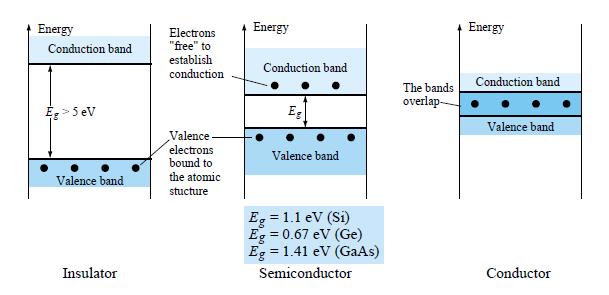 Energy
Conduction band
Eg > 5 eV
Valence band
Insulator
Electrons
"free" to
establish
conduction
Valence
electrons
bound to
the atomic
stucture
Energy
Conduction band
Eg
Valence band
Eg = 1.1 eV (Si)
Eg = 0.67 eV (Ge)
Eg = 1.41 eV (GaAs)
Semiconductor
The bands
overlap
Energy
Conduction band
Valence band
Conductor